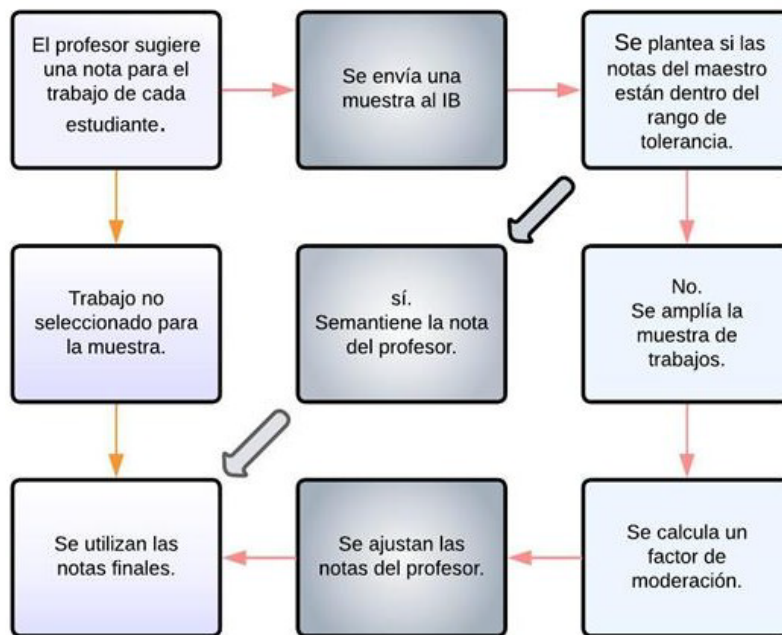 El profesor sugiere
una nota para el
trabajo de cada
estudiante.
Se envía una
muestra al IB
Se plantea si las
notas del maestro
están dentro del
rango de
tolerancia.
Trabajo no
seleccionado para
la muestra.
sí.
Semantiene la nota
del profesor.
No.
Se amplía la
muestra de
trabajos.
Se utilizan las
notas finales.
Se ajustan las
notas del profesor.
Se calcula un
factor de
moderación.